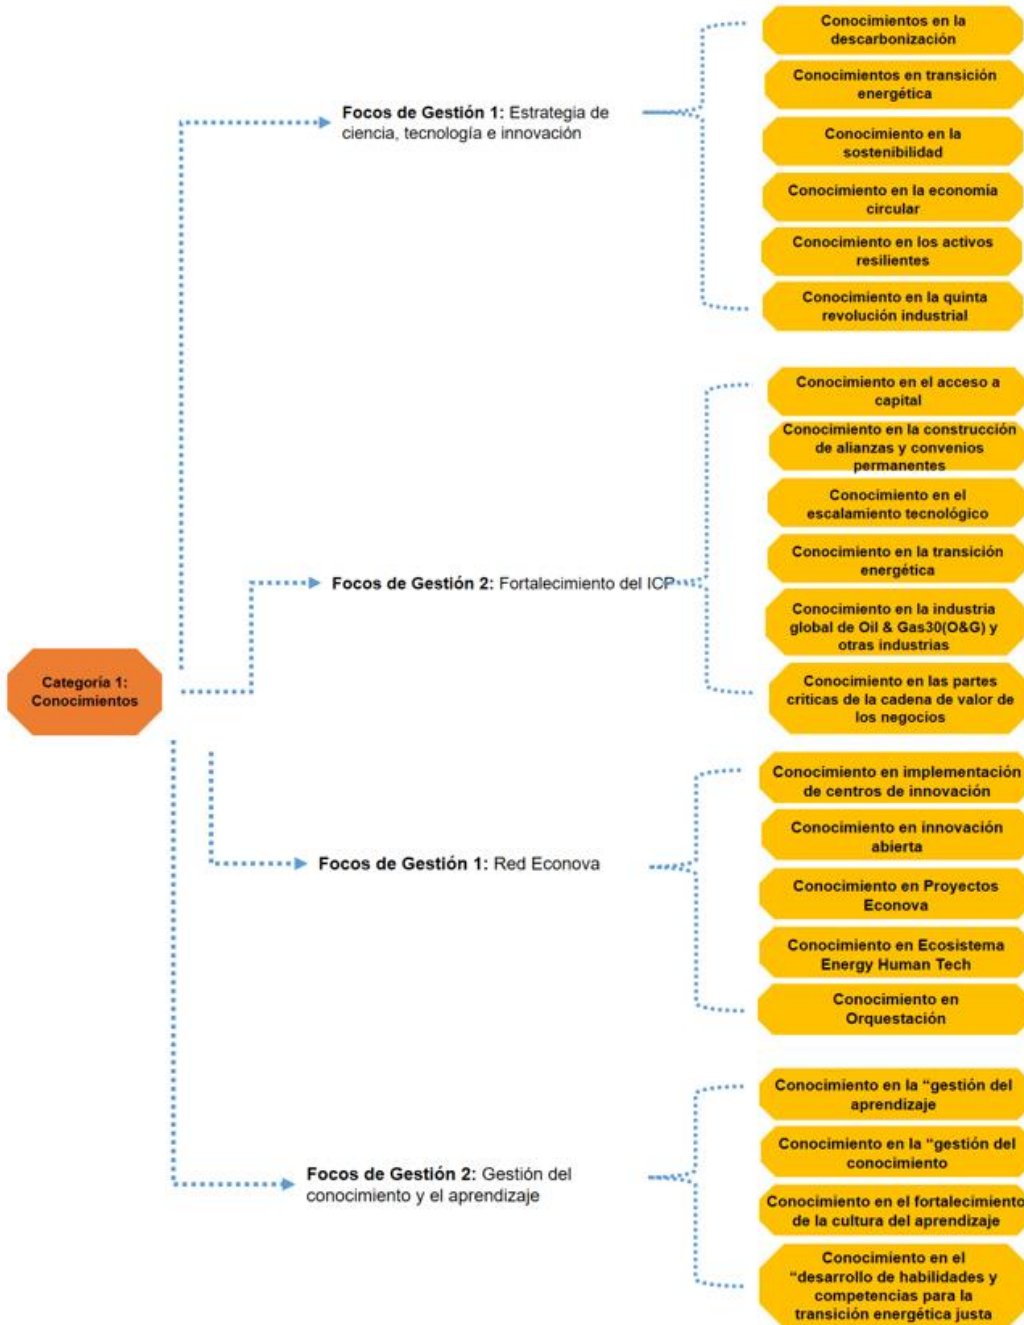 Categoría 1:
Conocimientos
Focos de Gestión 1: Estrategia de
ciencia, tecnología e innovación
Conocimientos en la
descarbonización
Conocimientos en transición
energética
Conocimiento en la
sostenibilidad
Conocimiento en la economía
circular
Conocimiento en los activos
resilientes
Conocimiento en la quinta
revolución industrial
Focos de Gestión 2: Fortalecimiento del ICP
Conocimiento en el acceso a
capital
Conocimiento en la construcción
de alianzas y convenios
permanentes
Conocimiento en el
escalamiento tecnológico
Conocimiento en la transición
energética
Conocimiento en la industria
global de Oil & Gas30(O&G) y
otras industrias
Conocimiento en las partes
críticas de la cadena de valor de
los negocios
Focos de Gestión 1: Red Econova
Conocimiento en implementación
de centros de innovación
Conocimiento en innovación
abierta
Conocimiento en Proyectos
Econova
Conocimiento en Ecosistema
Energy Human Tech
Conocimiento en
Orquestación
Focos de Gestión 2: Gestión del
conocimiento y el aprendizaje
Conocimiento en la “gestión del
aprendizaje
Conocimiento en la “gestión del
conocimiento
Conocimiento en el fortalecimiento
de la cultura del aprendizaje
Conocimiento en el
“desarrollo de habilidades y
competencias para la
transición energética justa